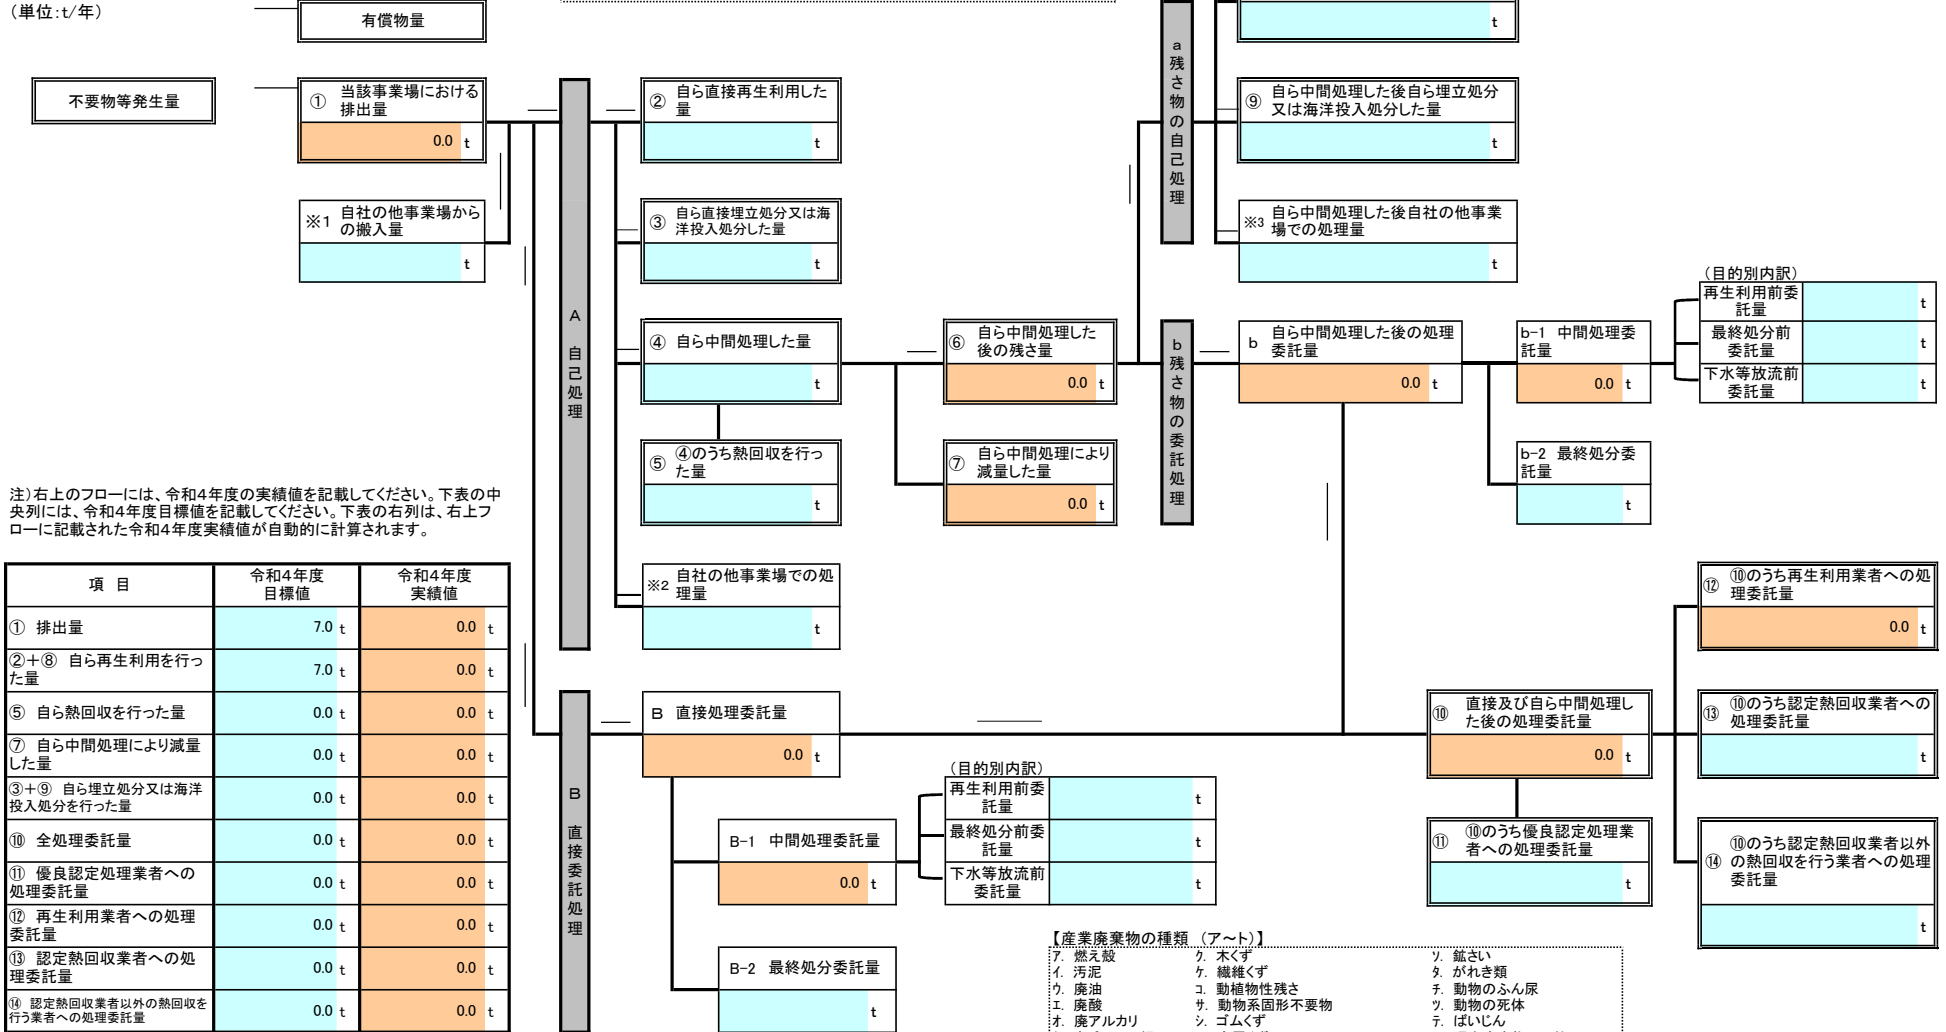 (単位:t/年)
有償物量
不要物等発生量
① 当該事業場における
排出量
0.0 t
※1 自社の他事業場から
の搬入量
t
A 自己処理
② 自ら直接再生利用した
量
t
③ 自ら直接埋立処分又は海
洋投入処分した量
t
④ 自ら中間処理した量
t
⑤ ④のうち熱回収を行っ
た量
t
※2 自社の他事業場での処
理量
t
⑥ 自ら中間処理した
後の残さ量
0.0 t
⑦ 自ら中間処理により
減量した量
0.0 t
a 残さ物の自己処理
t
⑨ 自ら中間処理した後自ら埋立処分
又は海洋投入処分した量
t
※3 自ら中間処理した後自社の他事業
場での処理量
t
b 残さ物の委託処理
b 自ら中間処理した後の処理
委託量
0.0 t
b-1 中間処理委
託量
0.0 t
b-2 最終処分委
託量
t
(目的別内訳)
再生利用前委
託量
t
最終処分前
委託量
t
下水等放流前
委託量
t
注)右上のフローには、令和4年度の実績値を記載してください。下表の中
央列には、令和4年度目標値を記載してください。下表の右列は、右上フ
ローに記載された令和4年度実績値が自動的に計算されます。
項 目 令和4年度
目標値 令和4年度
実績値
① 排出量 7.0 t 0.0 t
②+⑧ 自ら再生利用を行っ
た量 7.0 t 0.0 t
⑤ 自ら熱回収を行った量 0.0 t 0.0 t
⑦ 自ら中間処理により減量
した量 0.0 t 0.0 t
③+⑨ 自ら埋立処分又は海洋
投入処分を行った量 0.0 t 0.0 t
⑩ 全処理委託量 0.0 t 0.0 t
⑪ 優良認定処理業者への
処理委託量 0.0 t 0.0 t
⑫ 再生利用業者への処理
委託量 0.0 t 0.0 t
⑬ 認定熱回収業者への処
理委託量 0.0 t 0.0 t
⑭ 認定熱回収業者以外の熱回収を
行う業者への処理委託量 0.0 t 0.0 t
B 直接委託処理
B 直接処理委託量
0.0 t
B-1 中間処理委託量
0.0 t
B-2 最終処分委託量
t
(目的別内訳)
再生利用前委
託量
t
最終処分前委
託量
t
下水等放流前
委託量
t
⑩ 直接及び自ら中間処理し
た後の処理委託量
0.0 t
⑪ ⑩のうち優良認定処理業
者への処理委託量
t
⑫ ⑩のうち再生利用業者への処
理委託量
0.0 t
⑬ ⑩のうち認定熱回収業者への
処理委託量
t
⑭ ⑩のうち認定熱回収業者以外
の熱回収を行う業者への処理
委託量
t
【産業廃棄物の種類 (ア～ト)】
ア. 燃え殻 ク. 木くず ソ. 鉱さい
イ. 汚泥 ケ. 繊維くず タ. がれき類
ウ. 廃油 コ. 動植物性残さ チ. 動物のふん尿
エ. 廃酸 サ. 動物系固形不要物 ツ. 動物の死体
オ. 廃アルカリ シ. ゴムくず テ. ばいじん